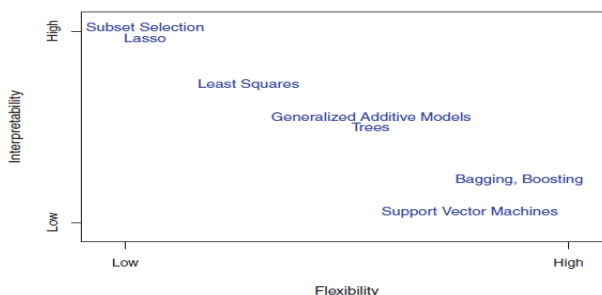 High
Subset Selection
Lasso
Least Squares
Generalized Additive Models
Trees
Bagging, Boosting
Support Vector Machines
Interpretability
Low
Low
High
Flexibility